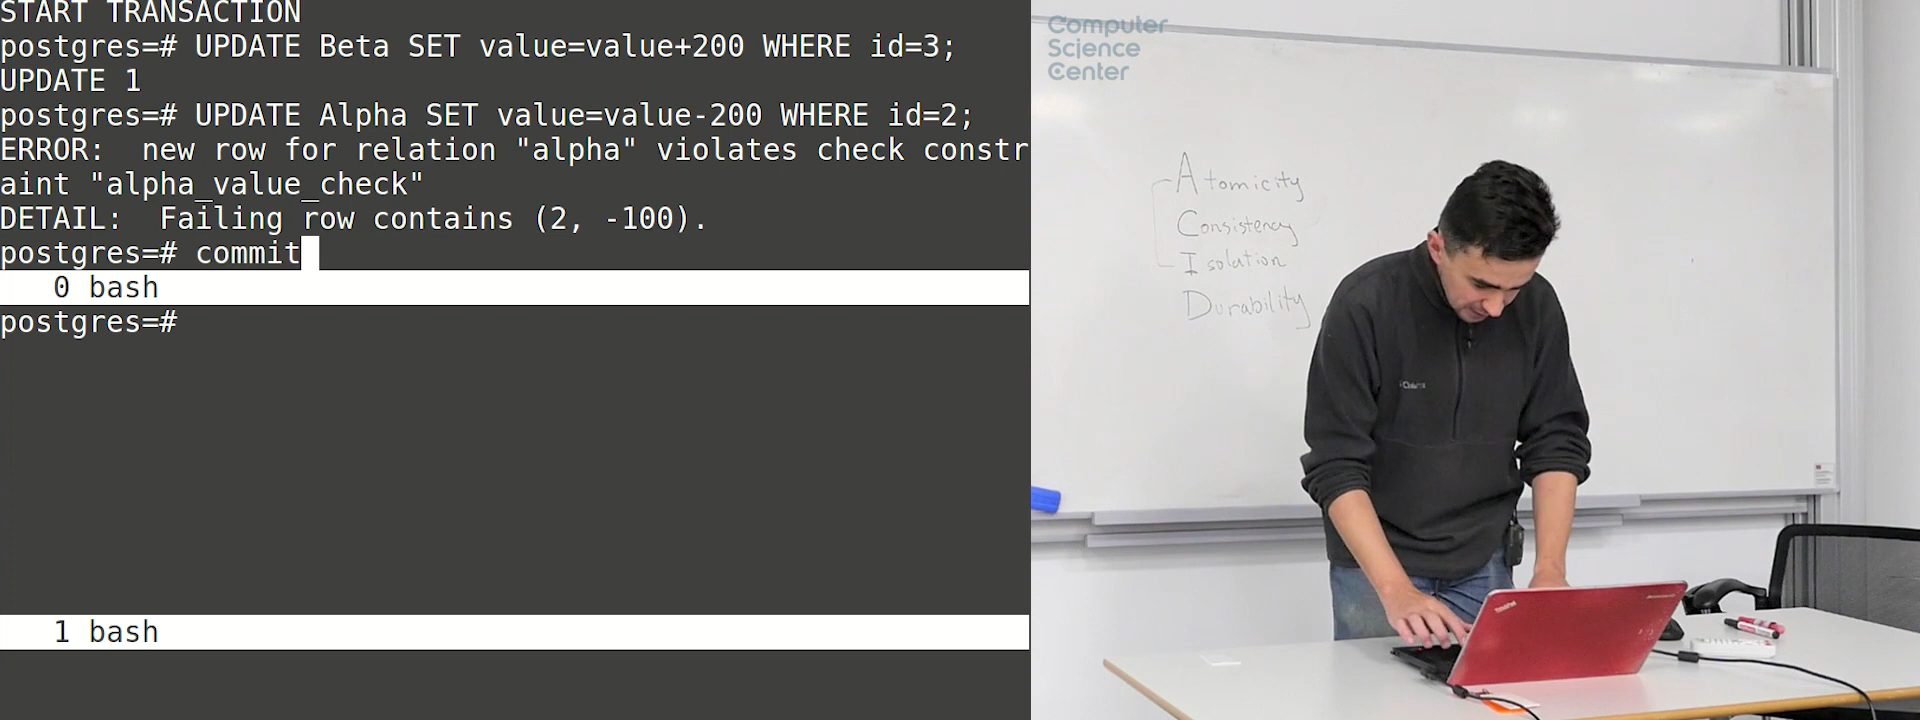 START TRANSACTION
postgres=# UPDATE Beta SET value=value+200 WHERE id=3;
UPDATE 1
postgres=# UPDATE Alpha SET value=value-200 WHERE id=2;
ERROR:  new row for relation "alpha" violates check constr
aint "alpha_value_check"
DETAIL:  Failing row contains (2, -100).
postgres=# commit
0 bash
postgres=#
1 bash
Computer
Science
Center
Atomicity
Consistency
Isolation
Durability
ThinkPad